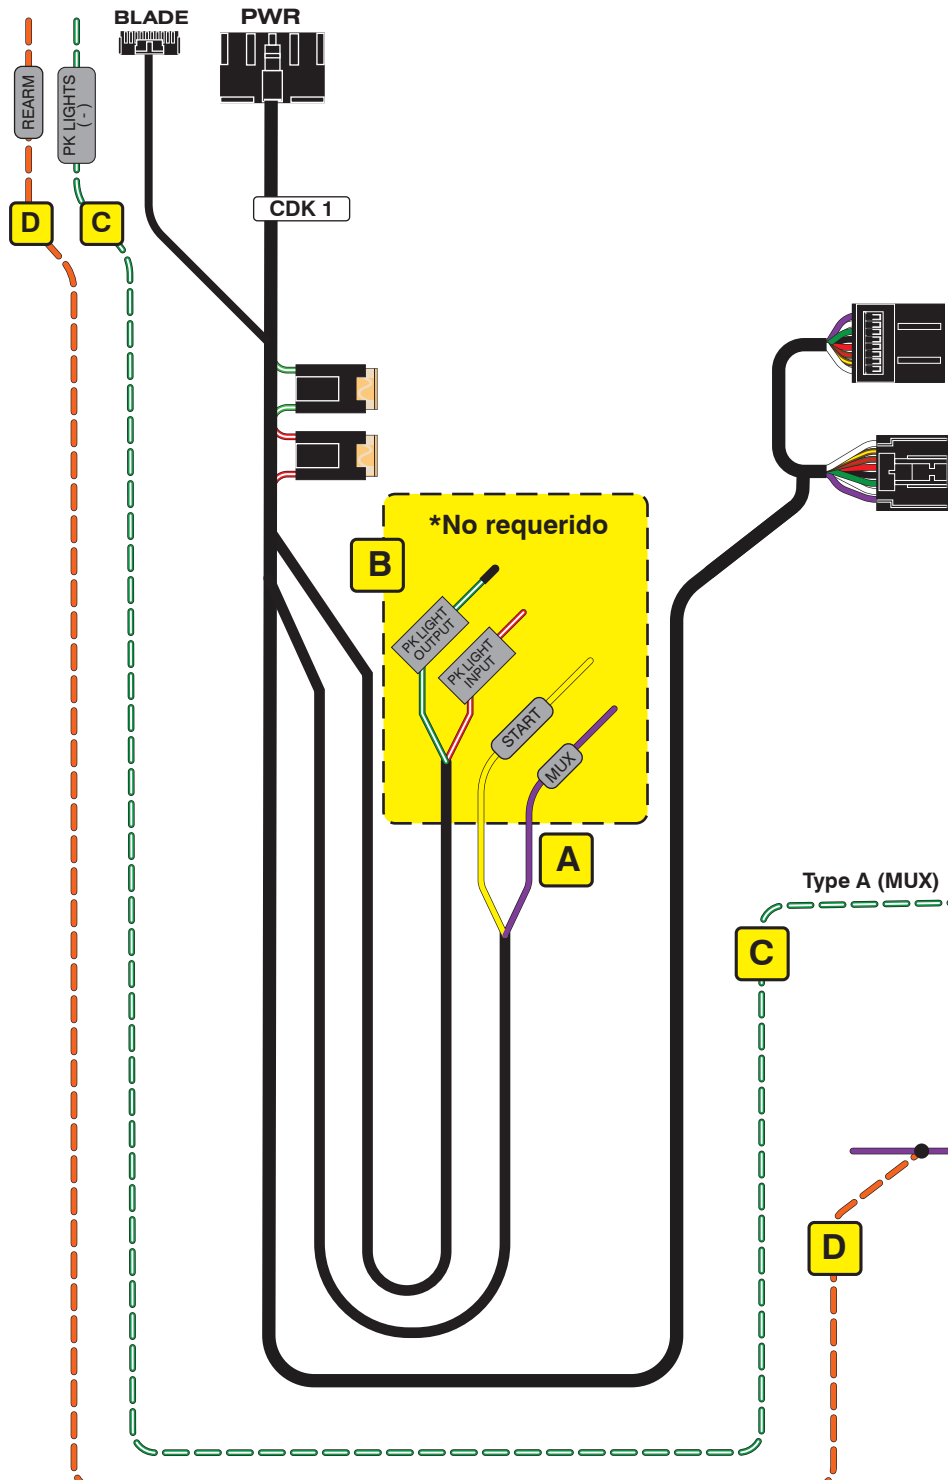 BLADE
PWR
REARM
PK LIGHTS
( - )
D
C
CDK 1
*No requerido
B
PK LIGHT
OUTPUT
PK LIGHT
INPUT
START
MUX
A
Type A (MUX)
C
D